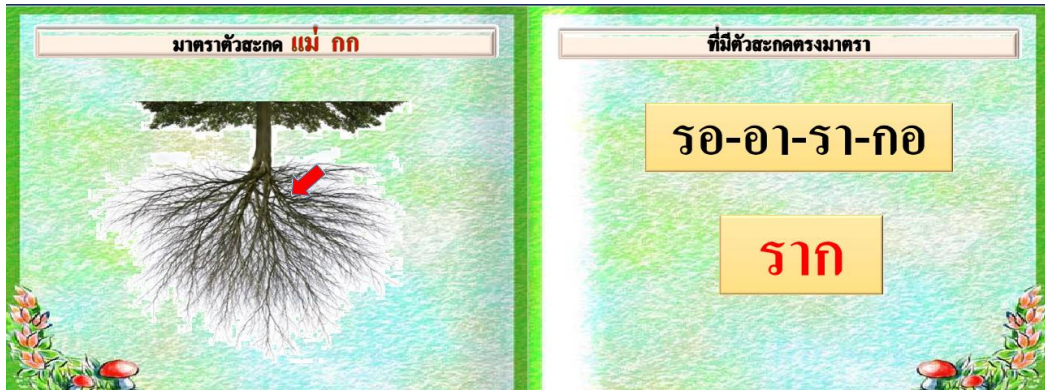 มาตราตัวสะกด แม่ กก
ที่มีตัวสะกดตรงมาตรา
รอ-อา-รา-กอ
ราก